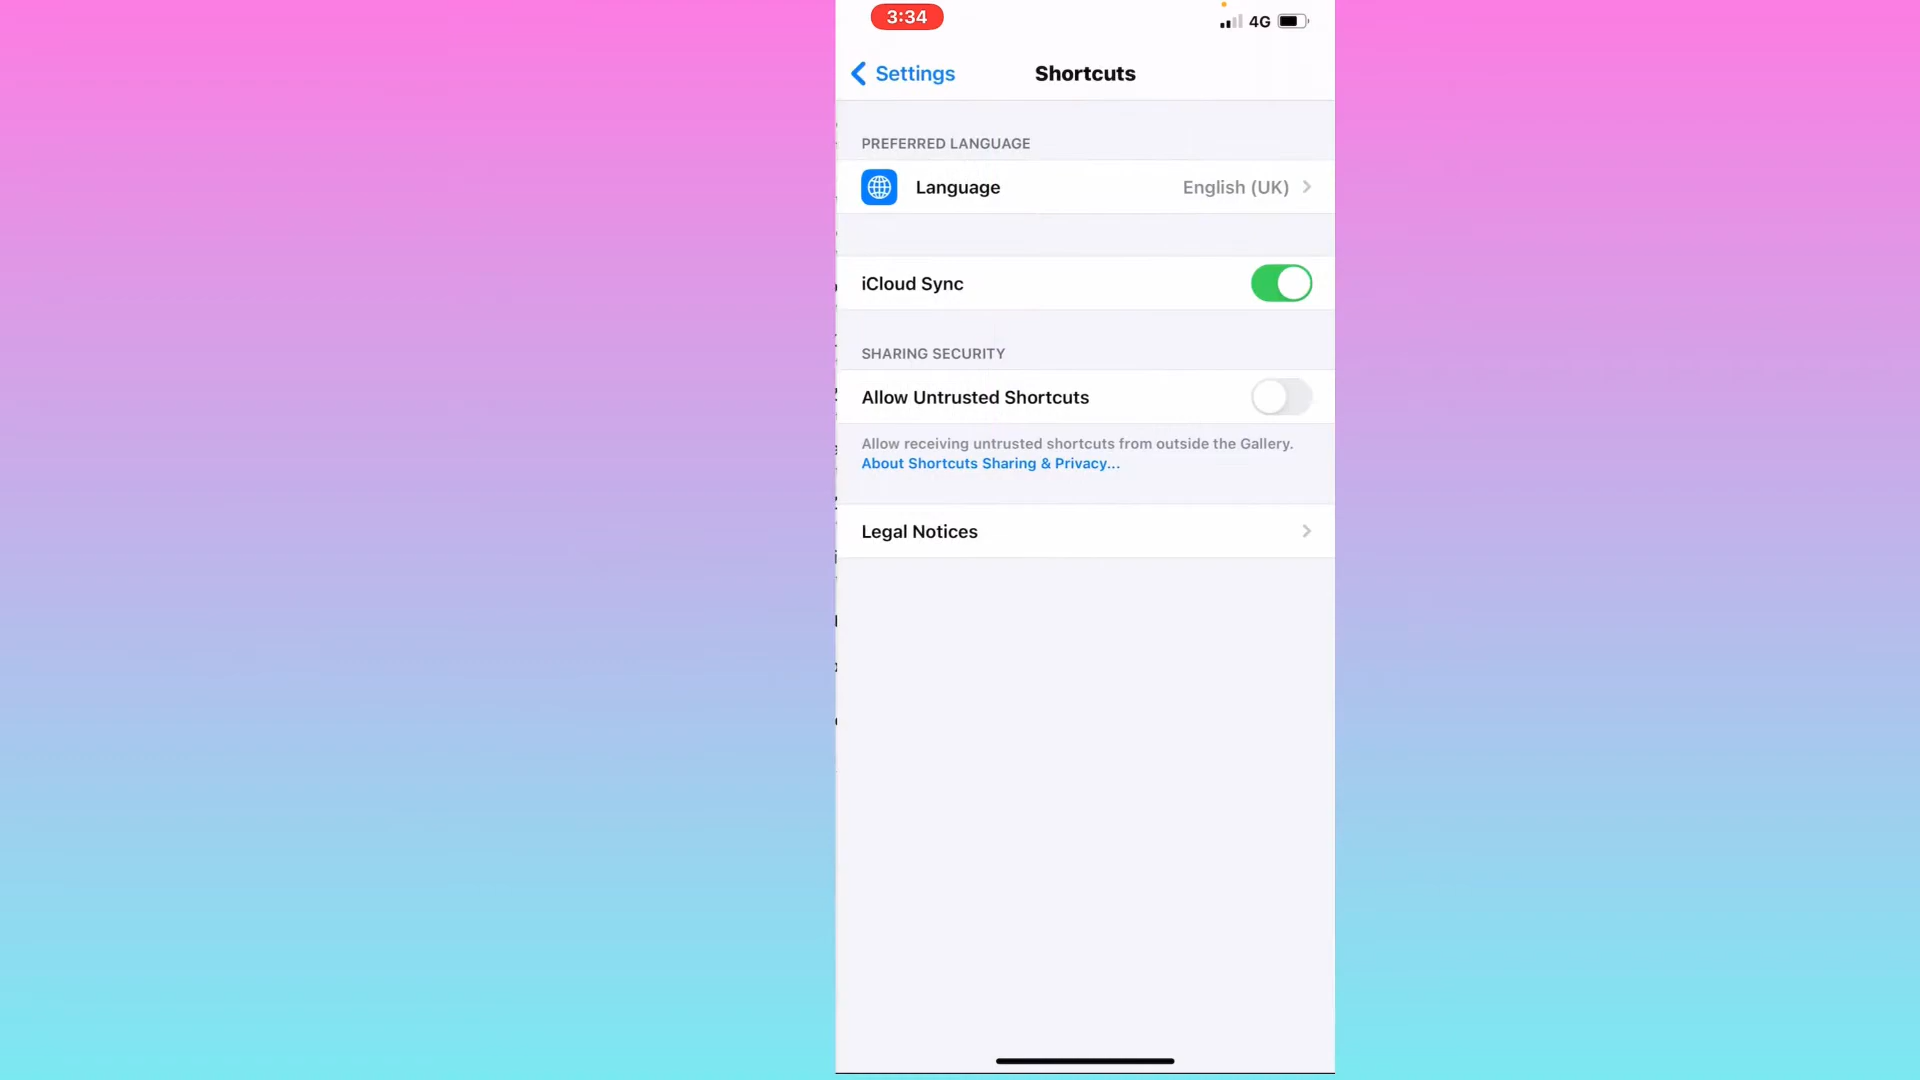 3:34
4G
Settings
Shortcuts
PREFERRED LANGUAGE
Language
English (UK)
iCloud Sync
SHARING SECURITY
Allow Untrusted Shortcuts
Allow receiving untrusted shortcuts from outside the Gallery.
About Shortcuts Sharing & Privacy...
Legal Notices